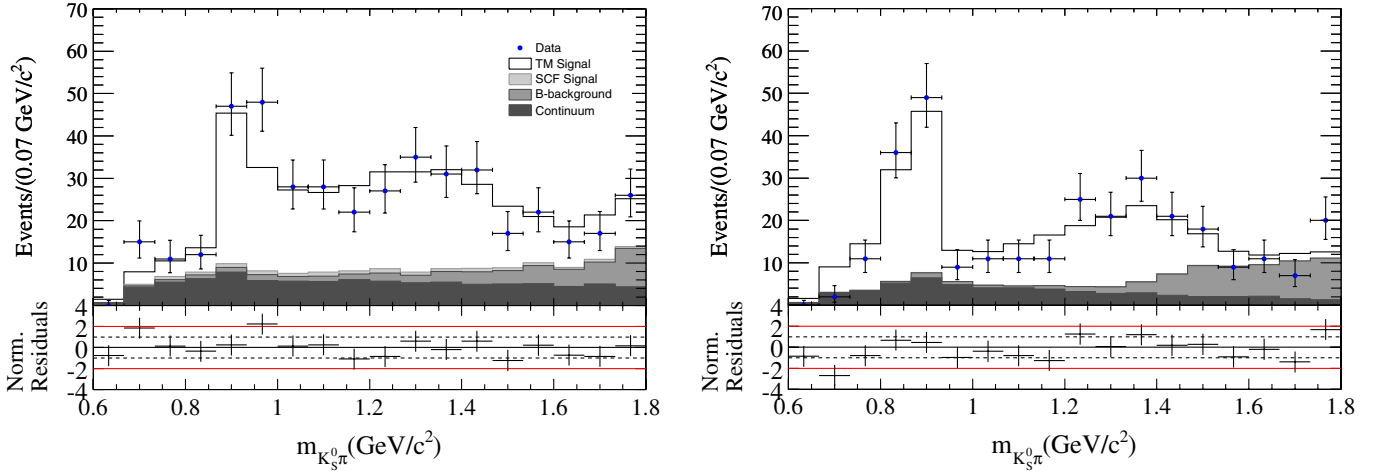 70
60
50
40
30
20
10
Events/(0.07 GeV/c²)
Data
TM Signal
SCF Signal
B-background
Continuum
4
2
0
-2
-4
Norm.
Residuals
0.6 0.8 1 1.2 1.4 1.6 1.8
m_{K_S^0π}(GeV/c²)
70
60
50
40
30
20
10
Events/(0.07 GeV/c²)
4
2
0
-2
-4
Norm.
Residuals
0.6 0.8 1 1.2 1.4 1.6 1.8
m_{K_S^0π}(GeV/c²)